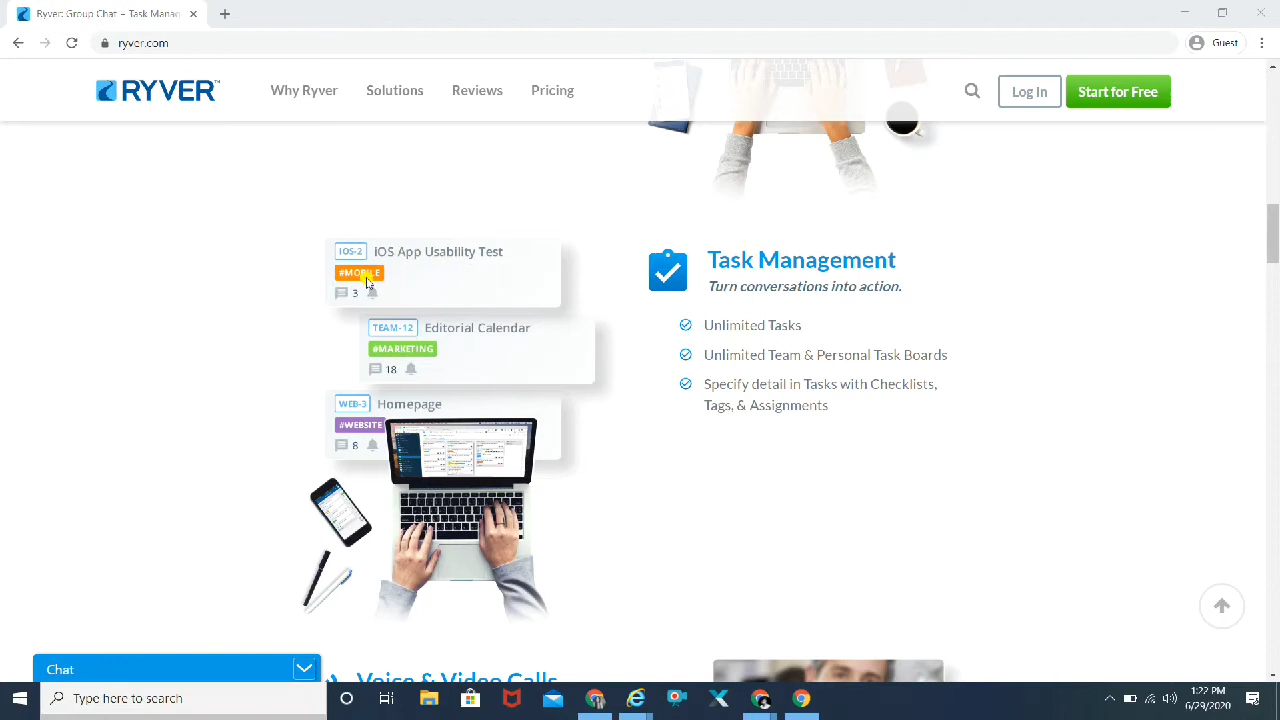 Ryver: Group Chat – Task Manag
ryver.com
Guest
RYVER™
Why Ryver
Solutions
Reviews
Pricing
Log In
Start for Free
IOS-2
iOS App Usability Test
#MOBILE
3
TEAM-12
Editorial Calendar
#MARKETING
18
WEB-3
Homepage
#WEBSITE
8
Task Management
Turn conversations into action.
Unlimited Tasks
Unlimited Team & Personal Task Boards
Specify detail in Tasks with Checklists,
Tags, & Assignments
Voice & Video Calls
Chat
Type here to search
1:22 PM
6/29/2020